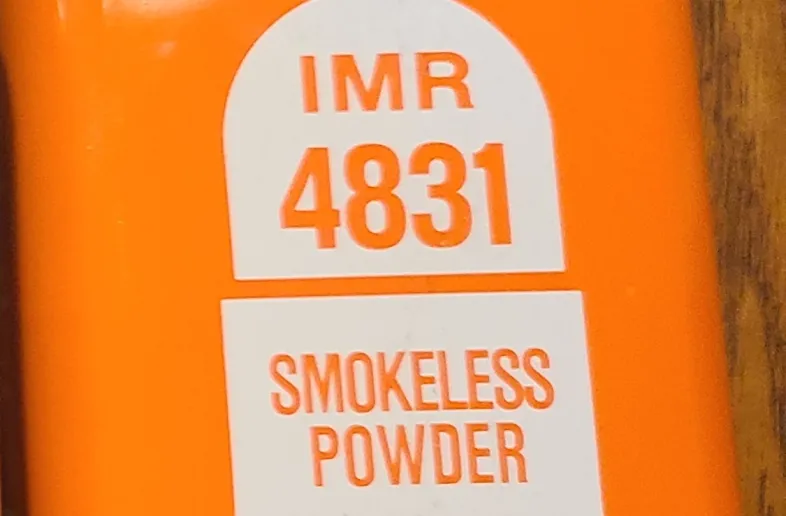 IMR
4831
SMOKELESS
POWDER